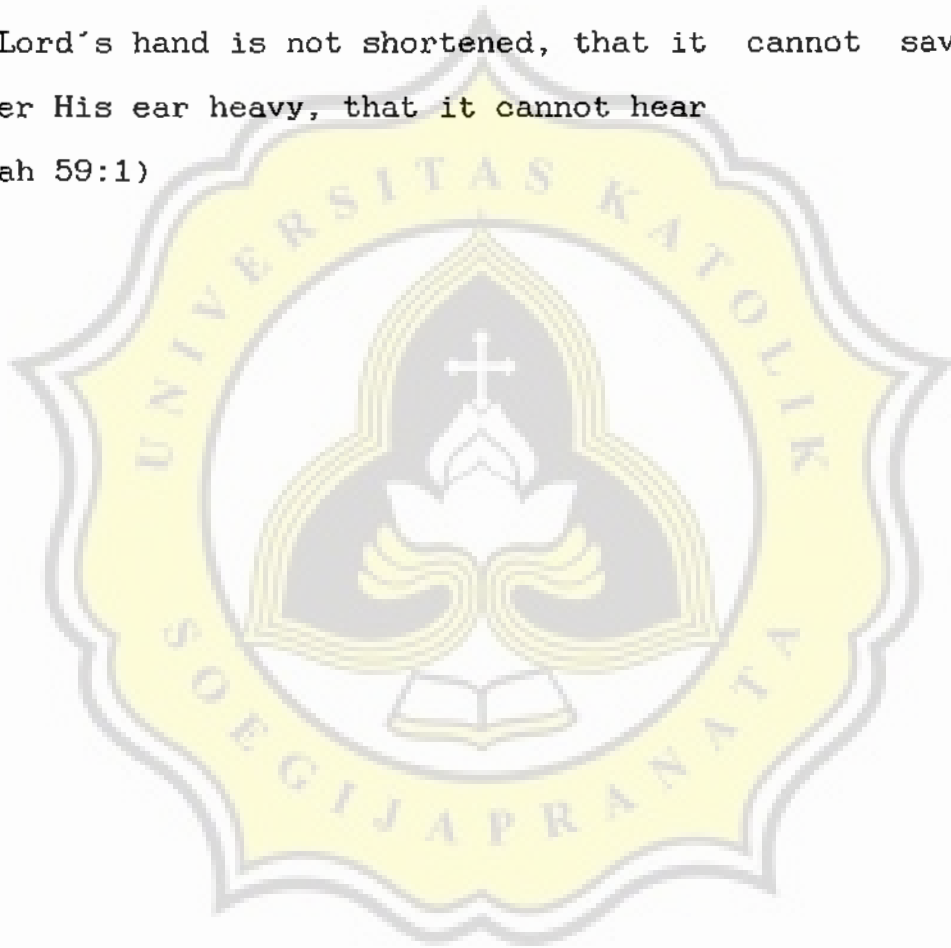 Lord's hand is not shortened, that it cannot sav
er His ear heavy, that it cannot hear
ah 59:1)
UNIVERSITAS KATOLIK
SOEGIJAPRANATA